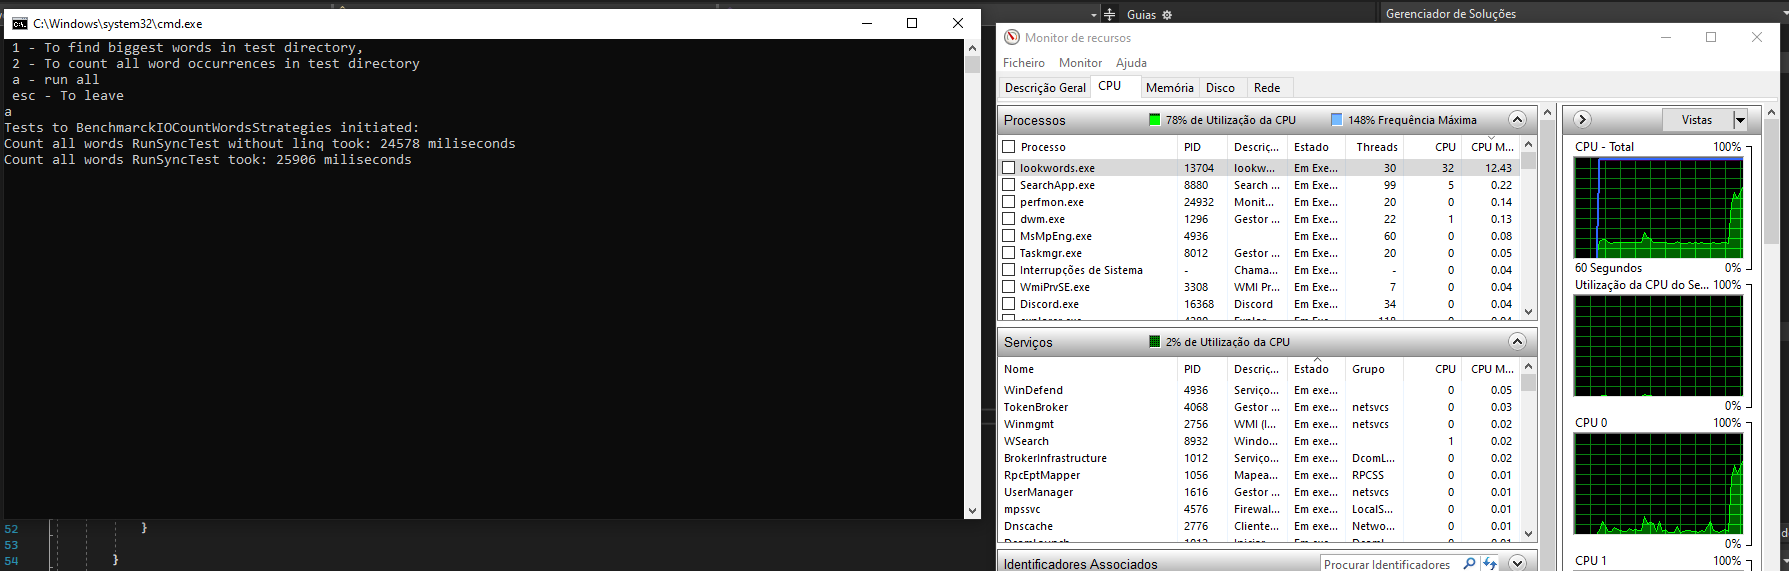 C:\Windows\system32\cmd.exe
1 - To find biggest words in test directory,
2 - To count all word occurrences in test directory
a - run all
esc - To leave
a
Tests to BenchmarckIOCountWordsStrategies initiated:
Count all words RunSyncTest without linq took: 24578 miliseconds
Count all words RunSyncTest took: 25906 miliseconds
52 }
53
54 }
Guias
Gerenciador de Soluções
Monitor de recursos
Ficheiro Monitor Ajuda
Descrição Geral CPU Memória Disco Rede
Processos 78% de Utilização da CPU 148% Frequência Máxima
Processo PID Descriç... Estado Threads CPU CPU M...
lookwords.exe 13704 lookw... Em Exe... 30 32 12.43
SearchApp.exe 8880 Search ... Em Exe... 99 5 0.22
perfmon.exe 24932 Monit... Em Exe... 20 0 0.14
dwm.exe 1296 Gestor ... Em Exe... 22 1 0.13
MsMpEng.exe 4936 Em Exe... 60 0 0.08
Taskmgr.exe 8012 Gestor ... Em Exe... 20 0 0.05
Interrupções de Sistema - Chama... Em Exe... - 0 0.04
WmiPrvSE.exe 3308 WMI Pr... Em Exe... 7 0 0.04
Discord.exe 16368 Discord Em Exe... 34 0 0.04
Serviços 2% de Utilização da CPU
Nome PID Descriç... Estado Grupo CPU CPU M...
WinDefend 4936 Serviço... Em exe... 0 0.05
TokenBroker 4068 Gestor ... Em exe... netsvcs 0 0.03
Winmgmt 2756 WMI (I... Em exe... netsvcs 0 0.02
WSearch 8932 Windo... Em exe... 1 0.02
BrokerInfrastructure 1012 Serviço... Em exe... DcomL... 0 0.02
RpcEptMapper 1056 Mapea... Em exe... RPCSS 0 0.01
UserManager 1616 Gestor ... Em exe... netsvcs 0 0.01
mpssvc 4576 Firewal... Em exe... LocalS... 0 0.01
Dnscache 2776 Cliente... Em exe... Netwo... 0 0.01
Identificadores Associados Procurar Identificadores
Vistas
CPU - Total 100%
60 Segundos 0%
Utilização da CPU do Se... 100%
0%
CPU 0 100%
0%
CPU 1 100%